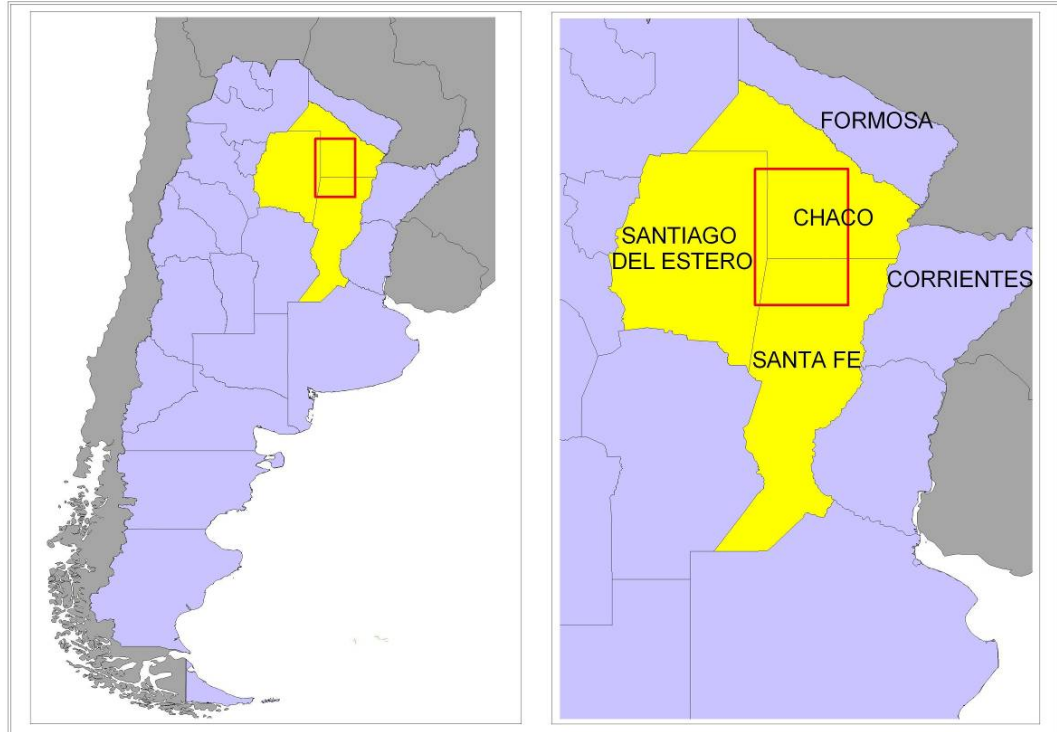 FORMOSA
CHACO
SANTIAGO
DEL ESTERO
CORRIENTES
SANTA FE